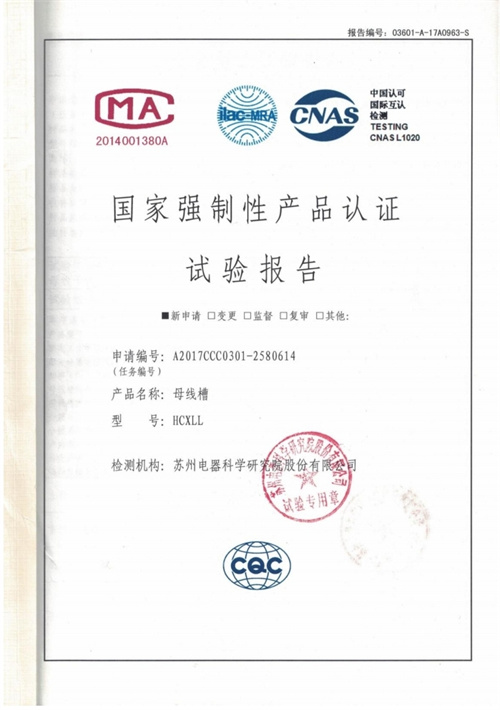 报告编号：03601-A-17A0963-S
MA
2014001380A
ilac-MRA
CNAS
中国认可
国际互认
检测
TESTING
CNAS L1020
国家强制性产品认证
试验报告
■新申请 □变更 □监督 □复审 □其他:
申请编号: A2017CCC0301-2580614
(任务编号)
产品名称: 母线槽
型 号: HCXLL
检测机构: 苏州电器科学研究院股份有限公司
试验专用章
CQC